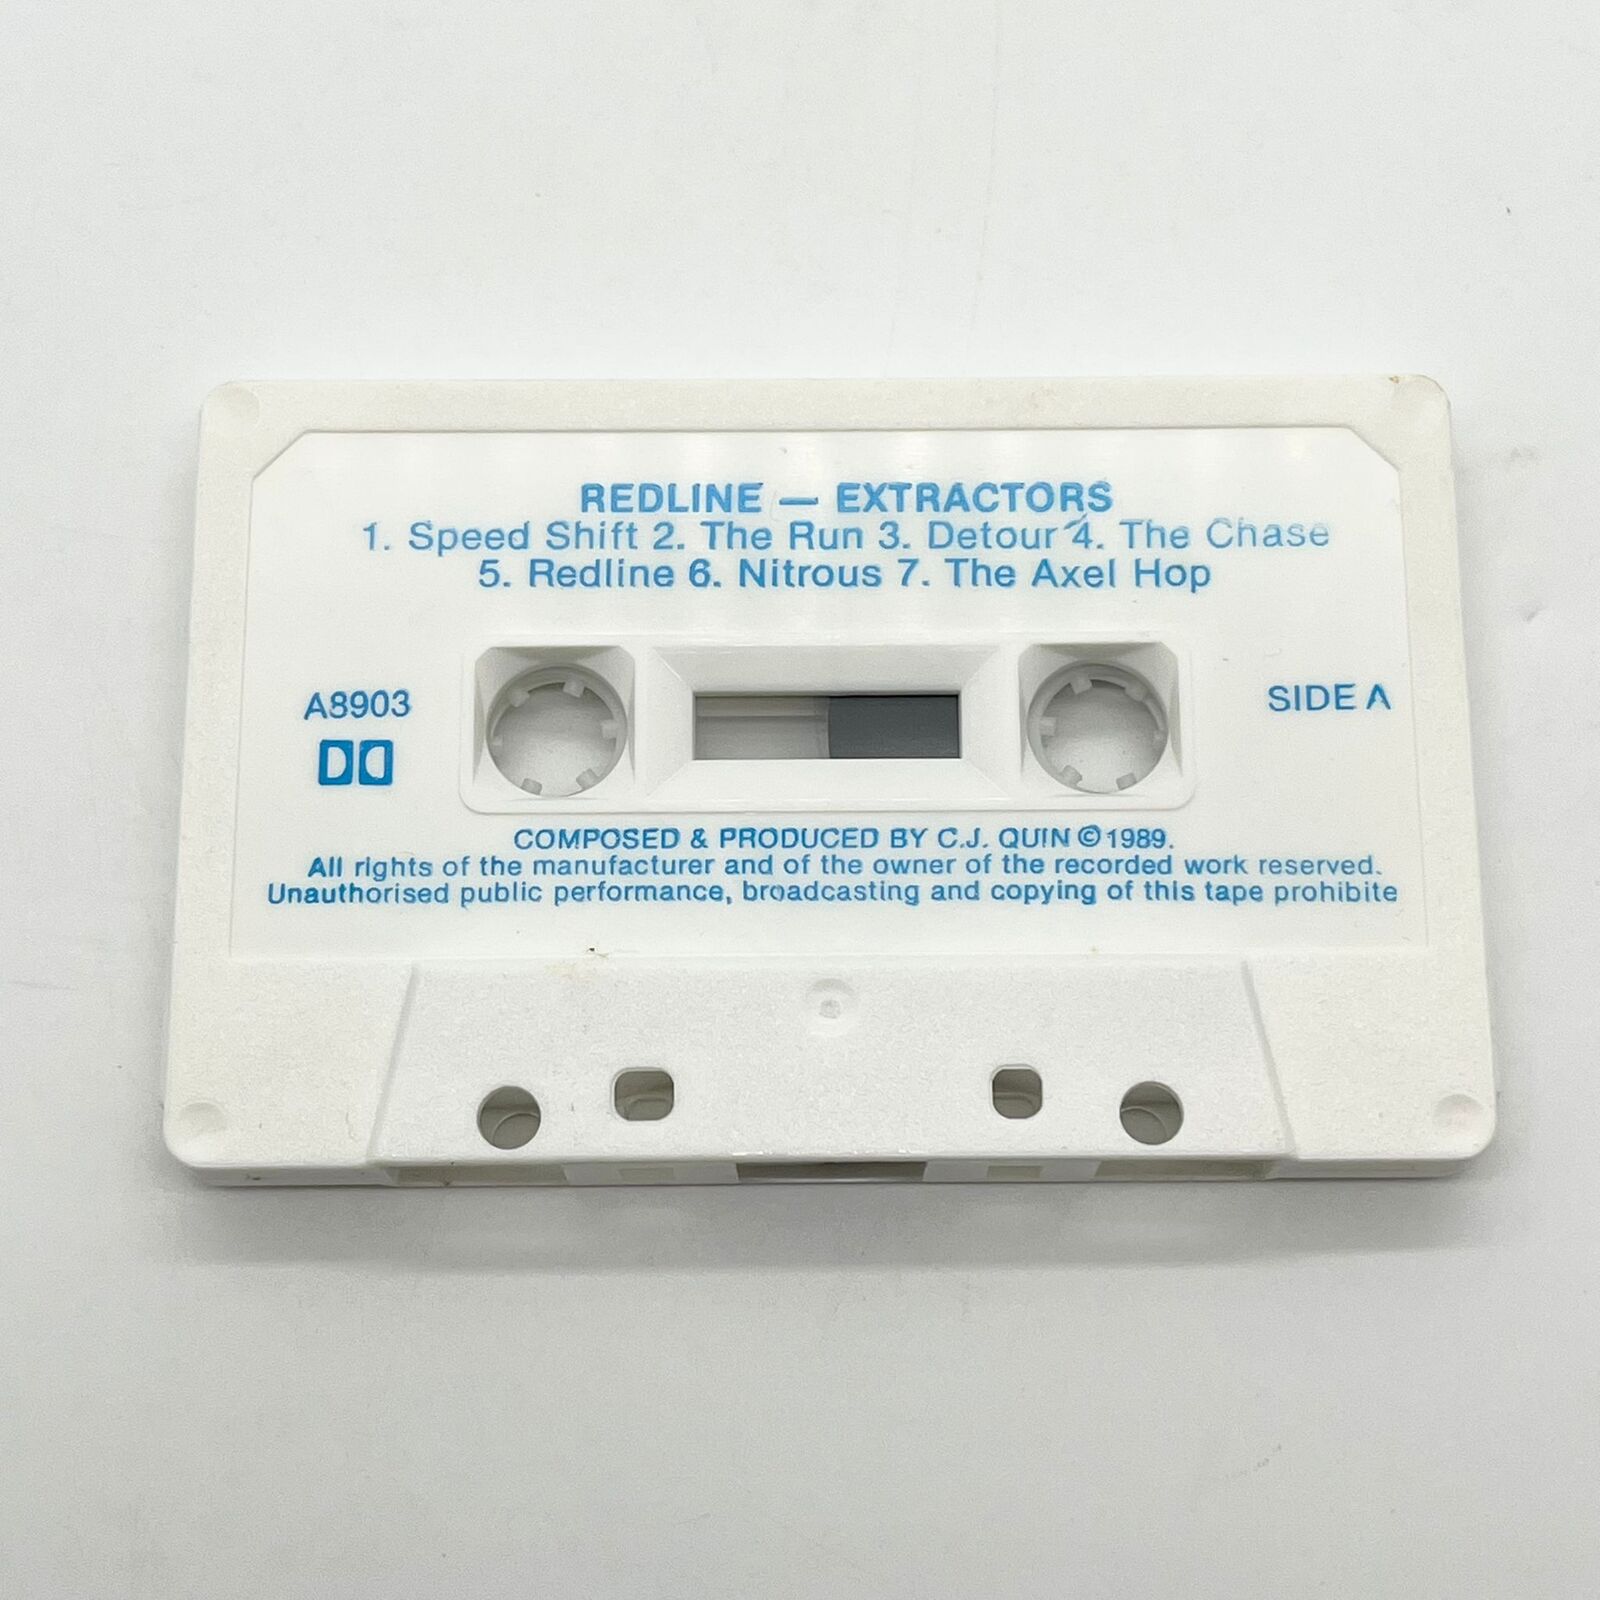 REDLINE — EXTRACTORS
1. Speed Shift 2. The Run 3. Detour 4. The Chase
5. Redline 6. Nitrous 7. The Axel Hop
A8903
SIDE A
COMPOSED & PRODUCED BY C.J. QUIN © 1989.
All rights of the manufacturer and of the owner of the recorded work reserved.
Unauthorised public performance, broadcasting and copying of this tape prohibite